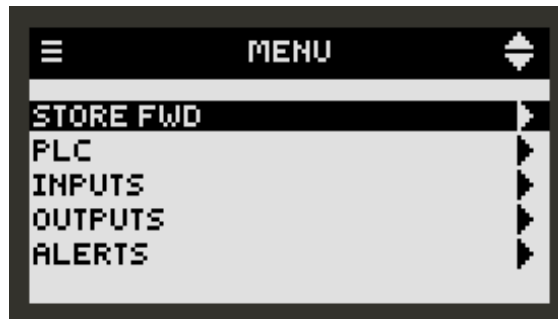 MENU
STORE FWD
PLC
INPUTS
OUTPUTS
ALERTS